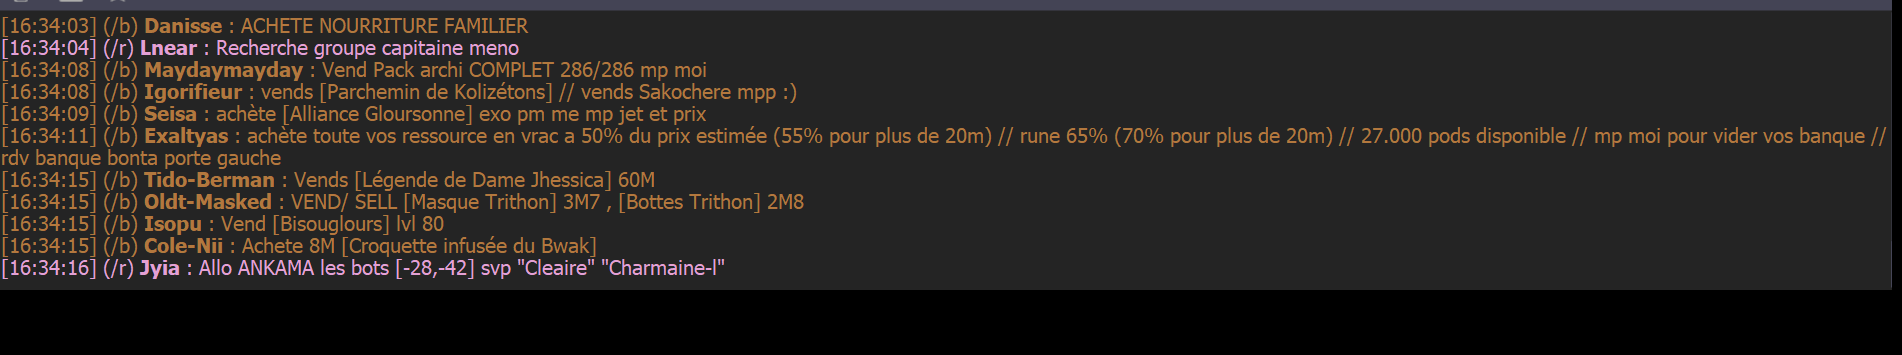 [16:34:03] (/b) Danisse : ACHETE NOURRITURE FAMILIER
[16:34:04] (/r) Lnear : Recherche groupe capitaine meno
[16:34:08] (/b) Maydaymayday : Vend Pack archi COMPLET 286/286 mp moi
[16:34:08] (/b) Igorifieur : vends [Parchemin de Kolizétons] // vends Sakochere mpp :)
[16:34:09] (/b) Seisa : achète [Alliance Gloursonne] exo pm me mp jet et prix
[16:34:11] (/b) Exaltyas : achète toute vos ressource en vrac a 50% du prix estimée (55% pour plus de 20m) // rune 65% (70% pour plus de 20m) // 27.000 pods disponible // mp moi pour vider vos banque //
rdv banque bonta porte gauche
[16:34:15] (/b) Tido-Berman : Vends [Légende de Dame Jhessica] 60M
[16:34:15] (/b) Oldt-Masked : VEND/ SELL [Masque Trithon] 3M7 , [Bottes Trithon] 2M8
[16:34:15] (/b) Isopu : Vend [Bisouglours] lvl 80
[16:34:15] (/b) Cole-Nii : Achete 8M [Croquette infusée du Bwak]
[16:34:16] (/r) Jyia : Allo ANKAMA les bots [-28,-42] svp "Cleaire" "Charmaine-l"